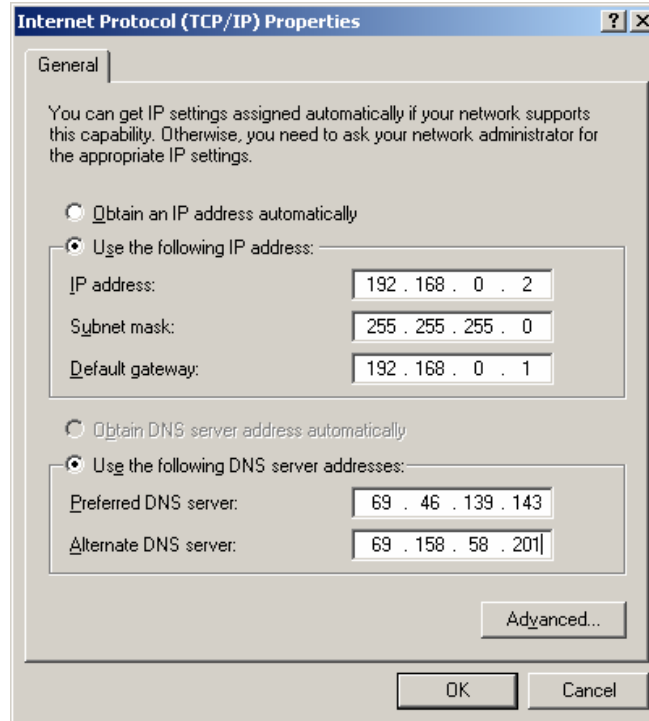 Internet Protocol (TCP/IP) Properties
General
You can get IP settings assigned automatically if your network supports
this capability. Otherwise, you need to ask your network administrator for
the appropriate IP settings.
Obtain an IP address automatically
Use the following IP address:
IP address: 192 . 168 . 0 . 2
Subnet mask: 255 . 255 . 255 . 0
Default gateway: 192 . 168 . 0 . 1
Obtain DNS server address automatically
Use the following DNS server addresses:
Preferred DNS server: 69 . 46 . 139 . 143
Alternate DNS server: 69 . 158 . 58 . 201
Advanced...
OK Cancel